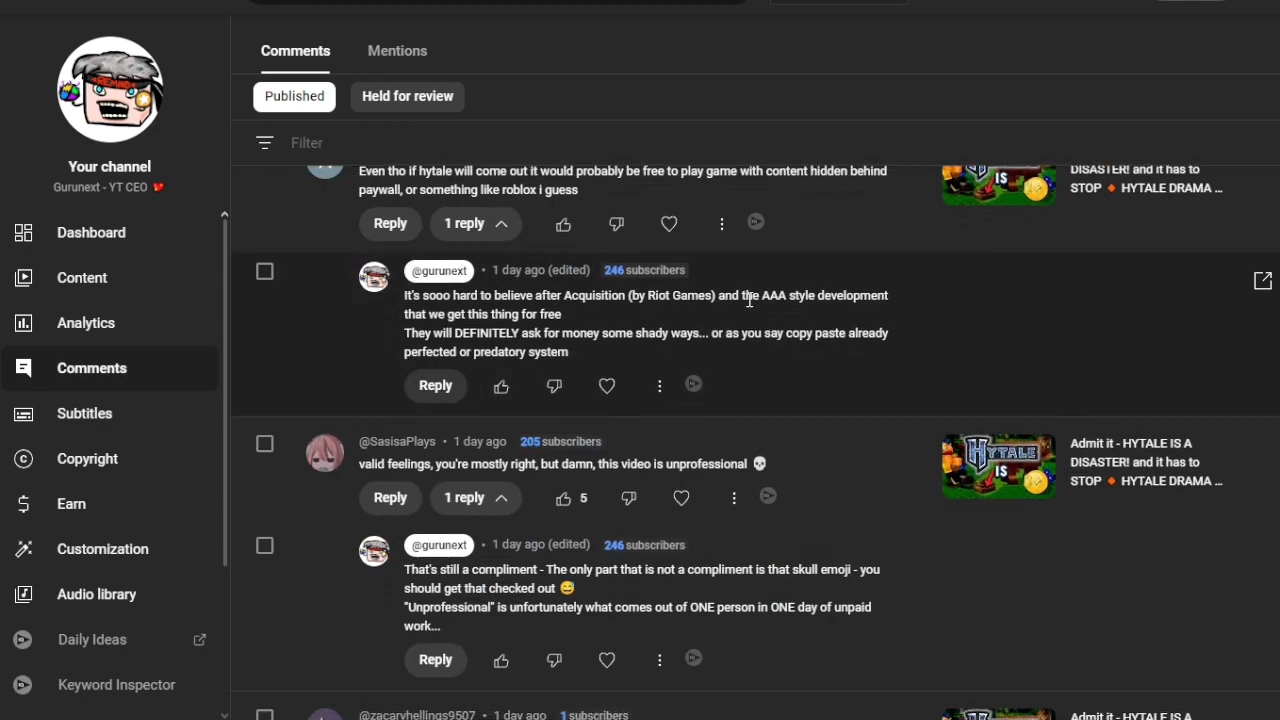 Comments
Mentions
Published
Held for review
Filter
Your channel
Gurunext - YT CEO
Dashboard
Content
Analytics
Comments
Subtitles
Copyright
Earn
Customization
Audio library
Daily Ideas
Keyword Inspector
Even tho if hytale will come out it would probably be free to play game with content hidden behind
paywall, or something like roblox i guess
Reply
1 reply
DISASTER! and it has to
STOP 🔸 HYTALE DRAMA ...
@gurunext • 1 day ago (edited) 246 subscribers
It's sooo hard to believe after Acquisition (by Riot Games) and the AAA style development
that we get this thing for free
They will DEFINITELY ask for money some shady ways... or as you say copy paste already
perfected or predatory system
Reply
@SasisaPlays • 1 day ago 205 subscribers
valid feelings, you're mostly right, but damn, this video is unprofessional 💀
Reply
1 reply
5
HYTALE
IS
Admit it - HYTALE IS A
DISASTER! and it has to
STOP 🔸 HYTALE DRAMA ...
@gurunext • 1 day ago (edited) 246 subscribers
That's still a compliment - The only part that is not a compliment is that skull emoji - you
should get that checked out 😅
"Unprofessional" is unfortunately what comes out of ONE person in ONE day of unpaid
work...
Reply
@zacaryhellings9507 • 1 day ago 1 subscribers
Admit it - HYTALE IS A